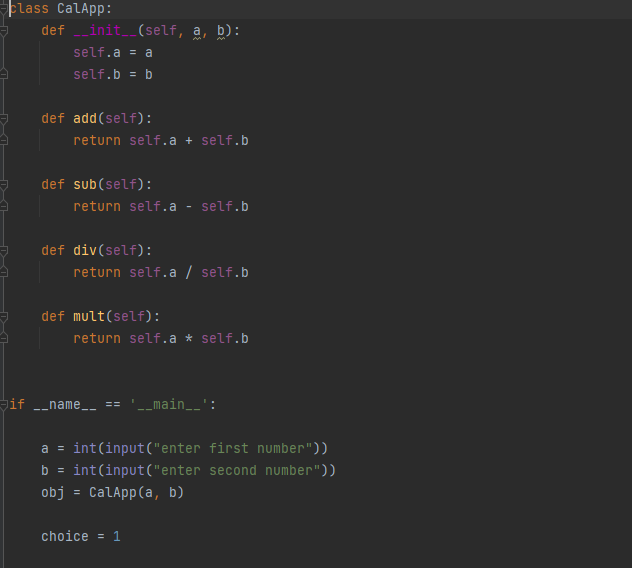 class CalApp:
    def __init__(self, a, b):
        self.a = a
        self.b = b

    def add(self):
        return self.a + self.b

    def sub(self):
        return self.a - self.b

    def div(self):
        return self.a / self.b

    def mult(self):
        return self.a * self.b


if __name__ == '__main__':

    a = int(input("enter first number"))
    b = int(input("enter second number"))
    obj = CalApp(a, b)

    choice = 1